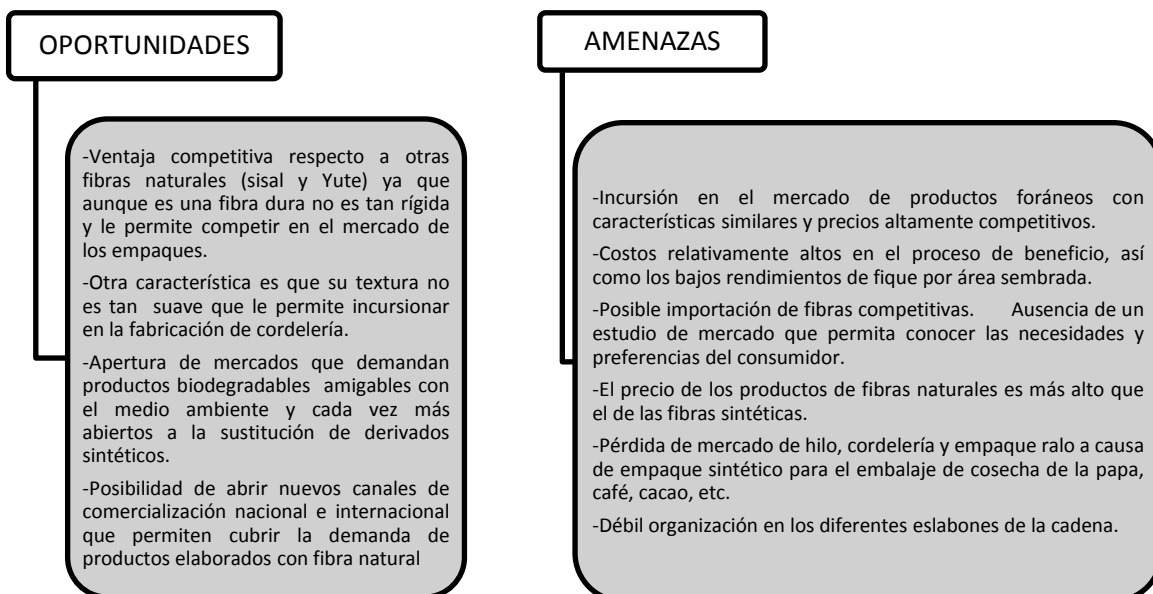 OPORTUNIDADES
-Ventaja competitiva respecto a otras
fibras naturales (sisal y Yute) ya que
aunque es una fibra dura no es tan rígida
y le permite competir en el mercado de
los empaques.
-Otra característica es que su textura no
es tan suave que le permite incursionar
en la fabricación de cordelería.
-Apertura de mercados que demandan
productos biodegradables amigables con
el medio ambiente y cada vez más
abiertos a la sustitución de derivados
sintéticos.
-Posibilidad de abrir nuevos canales de
comercialización nacional e internacional
que permiten cubrir la demanda de
productos elaborados con fibra natural
AMENAZAS
-Incursión en el mercado de productos foráneos con
características similares y precios altamente competitivos.
-Costos relativamente altos en el proceso de beneficio, así
como los bajos rendimientos de fique por área sembrada.
-Posible importación de fibras competitivas. Ausencia de un
estudio de mercado que permita conocer las necesidades y
preferencias del consumidor.
-El precio de los productos de fibras naturales es más alto que
el de las fibras sintéticas.
-Pérdida de mercado de hilo, cordelería y empaque ralo a causa
de empaque sintético para el embalaje de cosecha de la papa,
café, cacao, etc.
-Débil organización en los diferentes eslabones de la cadena.